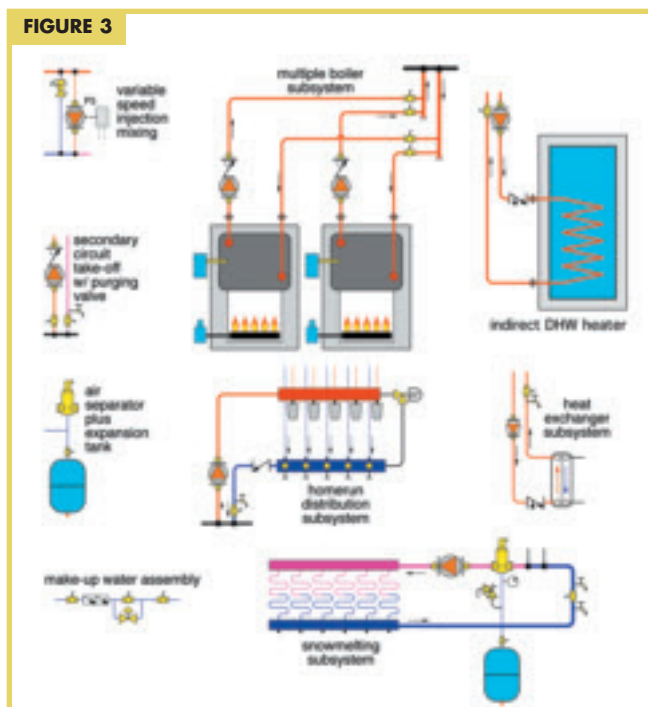 FIGURE 3
variable
speed
injection
mixing
multiple boiler
subsystem
secondary
circuit
take-off
w/ purging
valve
indirect DHW heater
air
separator
plus
expansion
tank
homerun
distribution
subsystem
heat
exchanger
subsystem
make-up water assembly
snowmelting
subsystem